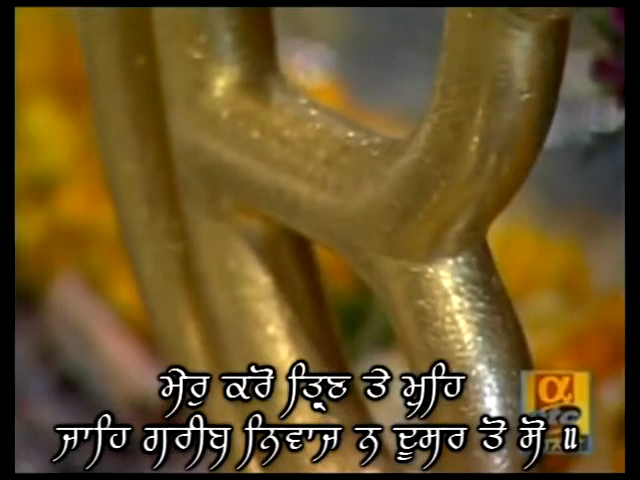 ਮੇਰੁ ਕਰੋ ਤ੍ਰਿਣ ਤੇ ਮੁਹਿ
ਜਾਹਿ ਗਰੀਬ ਨਿਵਾਜ ਨ ਦੂਸਰ ਤੋ ਸੋ ॥
α